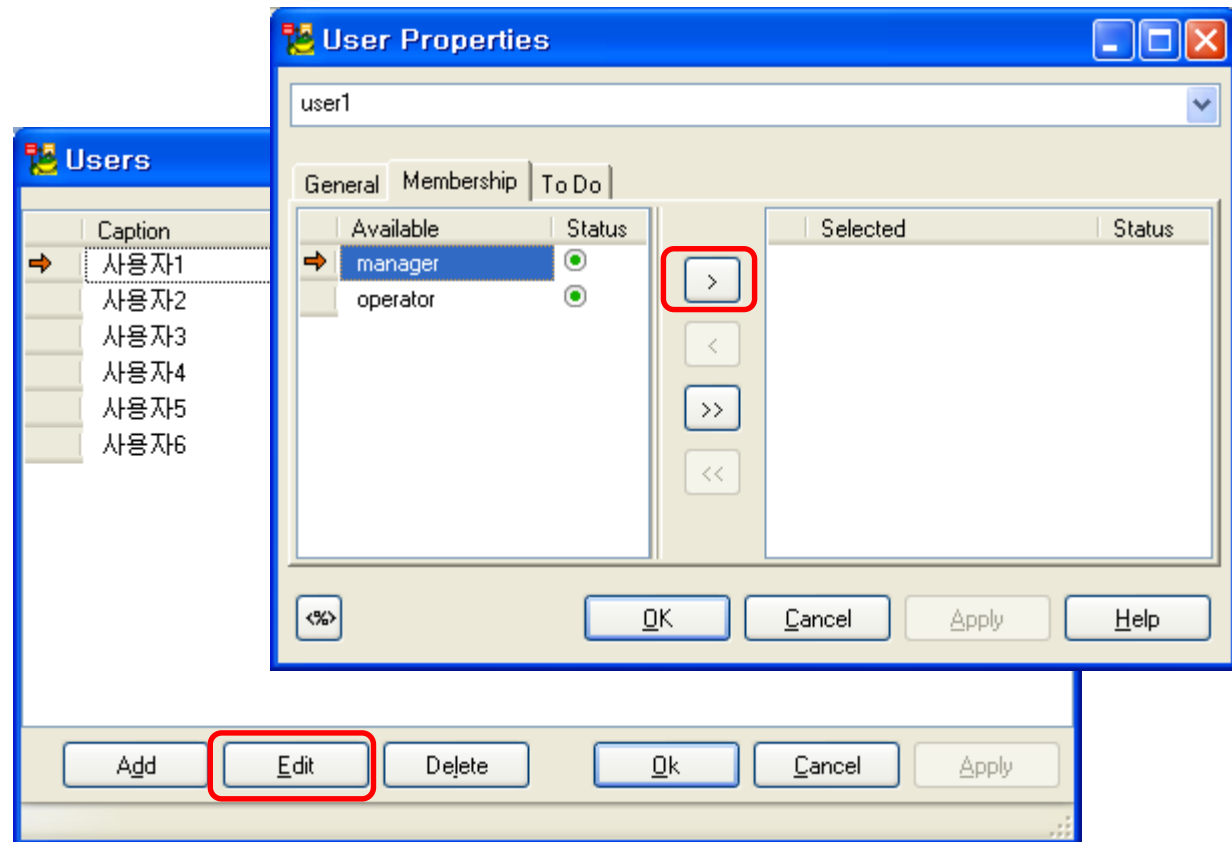 User Properties
user1
General Membership To Do
Available Status
manager
operator
>
<
>>
<<
Selected Status
<%>
OK Cancel Apply Help
Users
Caption
사용자1
사용자2
사용자3
사용자4
사용자5
사용자6
Add Edit Delete Ok Cancel Apply